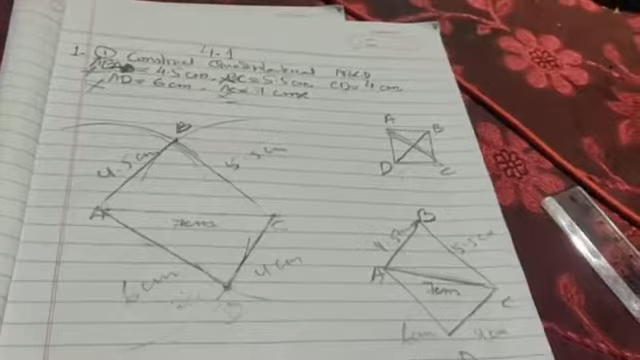 4.1
1. ① Construct Quadrilateral ABCD
AB = 4.5 cm, BC = 5.5 cm CD = 4 cm
AD = 6 cm, AC = 7 cm
B
4.5 cm
5.5 cm
A
7cm
C
6 cm
4 cm
D
A
B
D
C
B
4.5 cm
5.5 cm
A
7cm
C
6cm
4cm
D